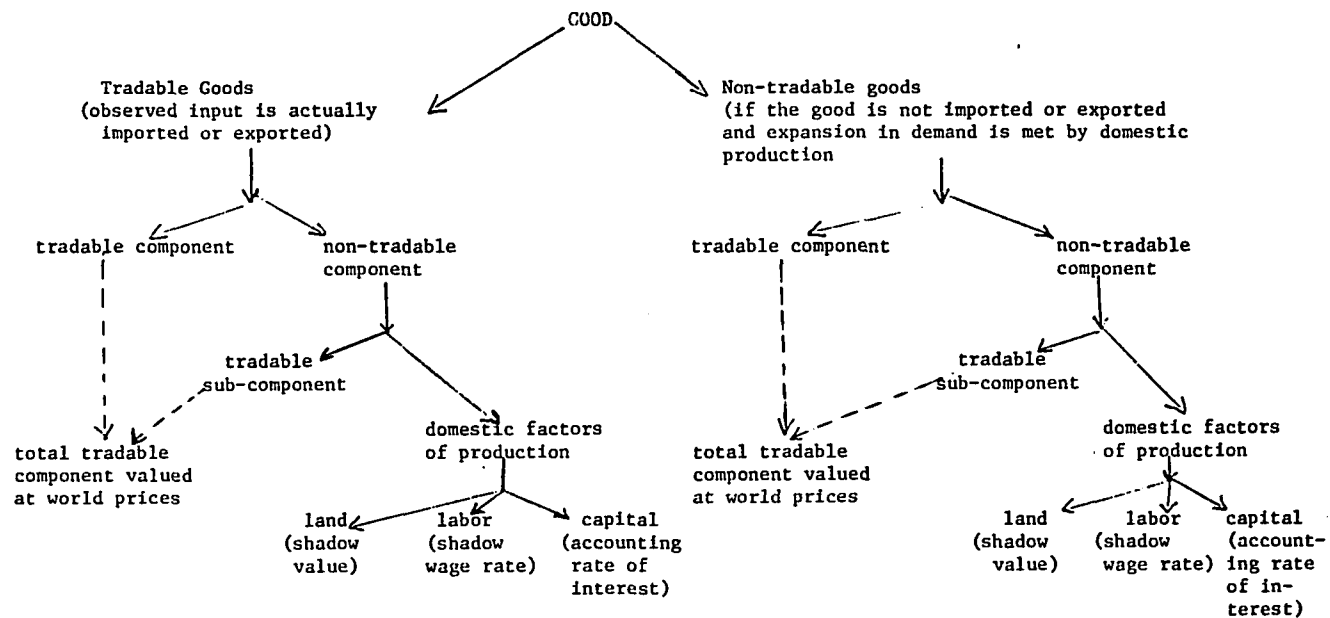 GOOD
Tradable Goods
(observed input is actually
imported or exported)
Non-tradable goods
(if the good is not imported or exported
and expansion in demand is met by domestic
production
tradable component
non-tradable
component
tradable
sub-component
total tradable
component valued
at world prices
domestic factors
of production
land
(shadow
value)
labor
(shadow
wage rate)
capital
(accounting
rate of
interest)
tradable component
non-tradable
component
tradable
sub-component
total tradable
component valued
at world prices
domestic factors
of production
land
(shadow
value)
labor
(shadow
wage rate)
capital
(account-
ing rate
of in-
terest)